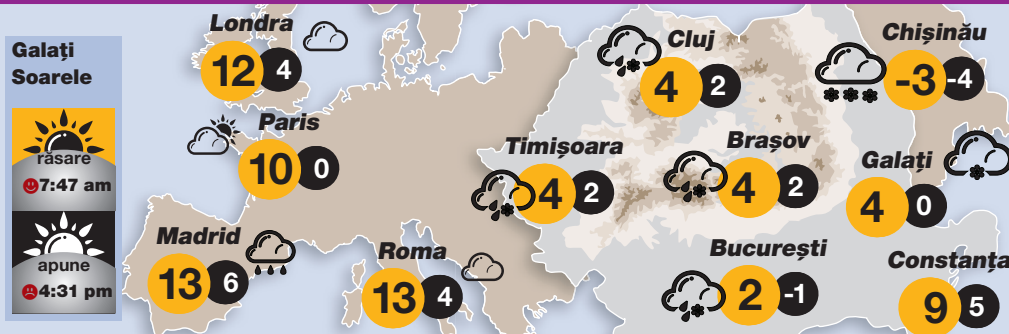 Galați
Soarele
răsare
7:47 am
apune
4:31 pm
Londra
12 4
Paris
10 0
Madrid
13 6
Roma
13 4
Cluj
4 2
Timișoara
4 2
Brașov
4 2
București
2 -1
Chișinău
-3 -4
Galați
4 0
Constanța
9 5